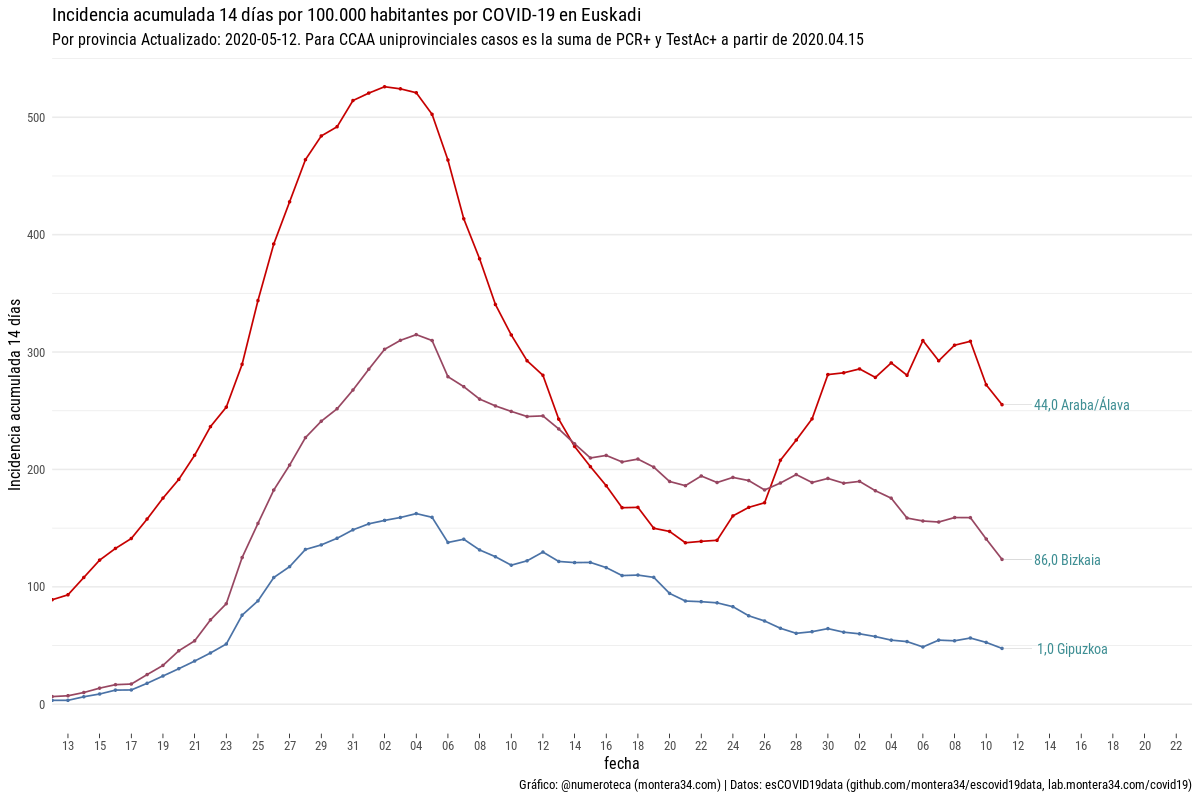 Incidencia acumulada 14 días por 100.000 habitantes por COVID-19 en Euskadi
Por provincia Actualizado: 2020-05-12. Para CCAA uniprovinciales casos es la suma de PCR+ y TestAc+ a partir de 2020.04.15
Incidencia acumulada 14 días
500
400
300
200
100
0
44,0 Araba/Álava
86,0 Bizkaia
1,0 Gipuzkoa
13 15 17 19 21 23 25 27 29 31 02 04 06 08 10 12 14 16 18 20 22 24 26 28 30 02 04 06 08 10 12 14 16 18 20 22
fecha
Gráfico: @numeroteca (montera34.com) | Datos: esCOVID19data (github.com/montera34/escovid19data, lab.montera34.com/covid19)